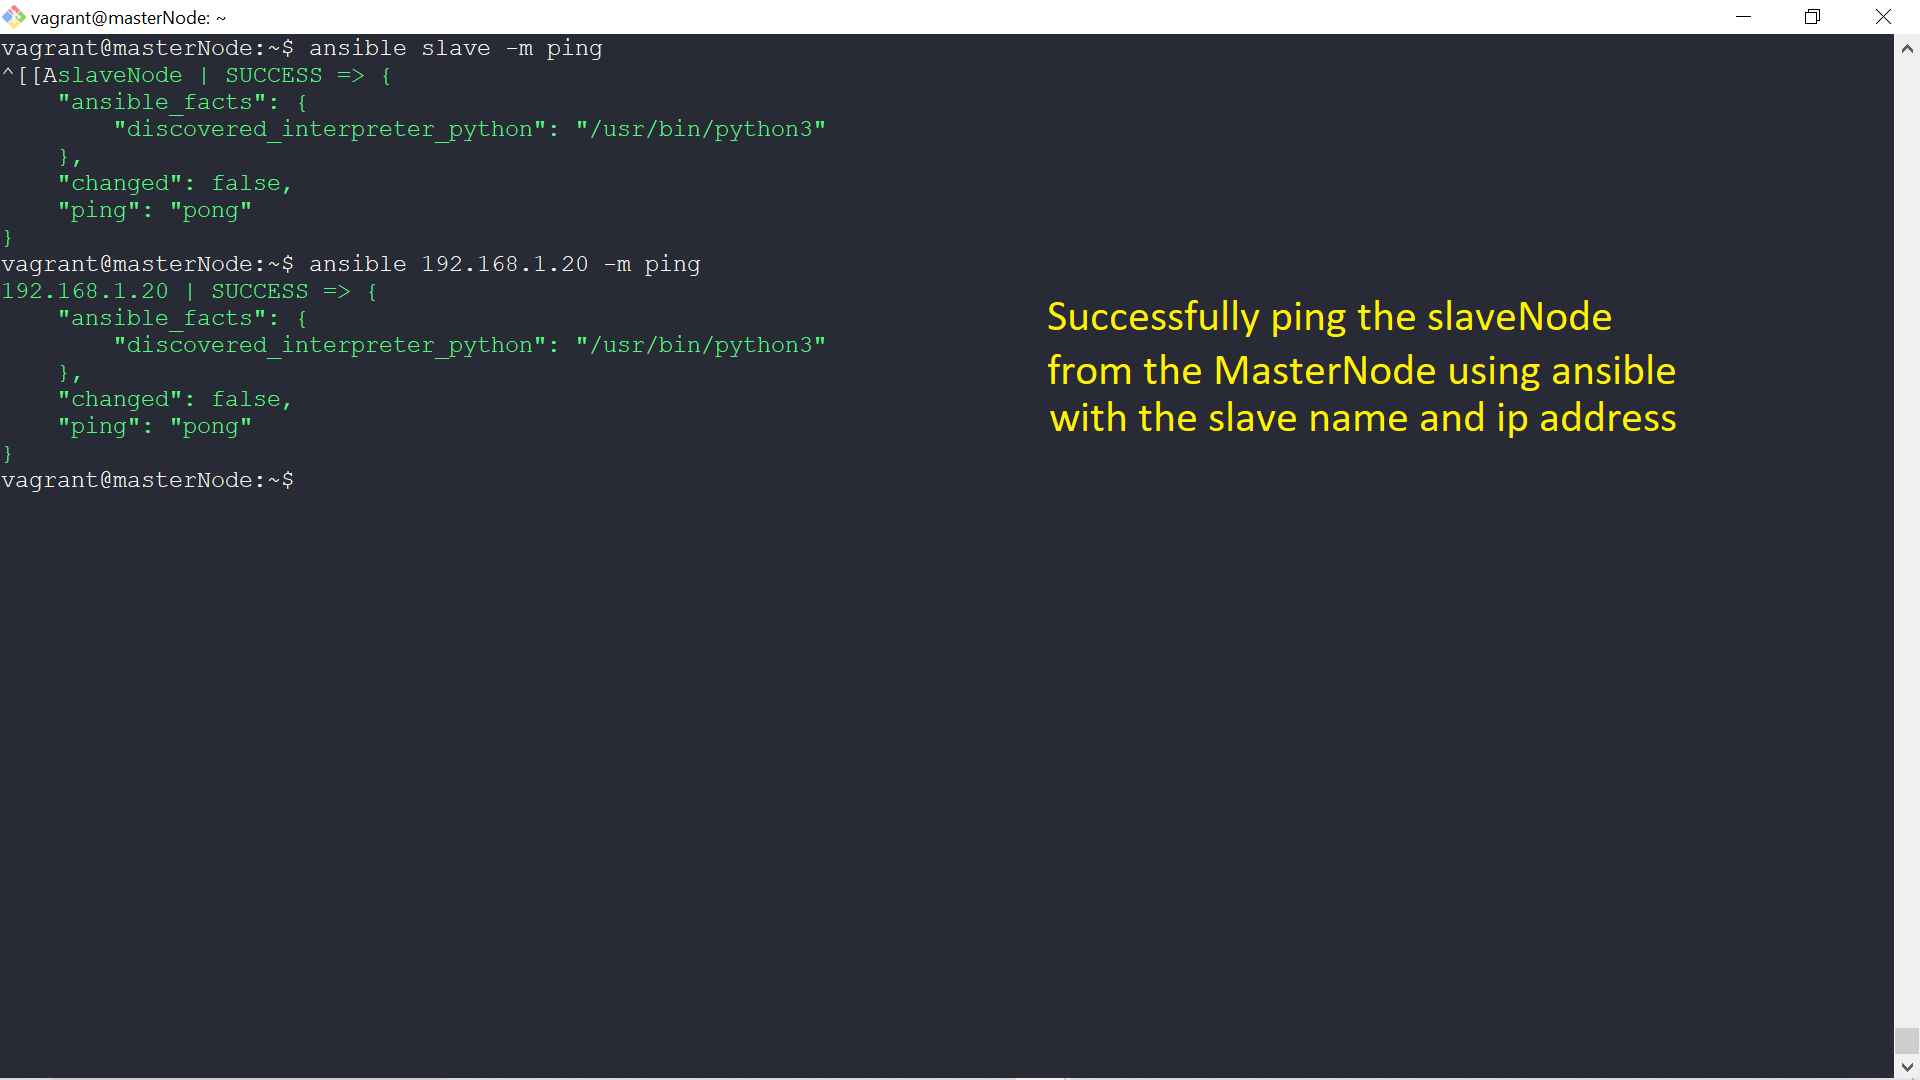 vagrant@masterNode: ~
vagrant@masterNode:~$ ansible slave -m ping
^[[AslaveNode | SUCCESS => {
    "ansible_facts": {
        "discovered_interpreter_python": "/usr/bin/python3"
    },
    "changed": false,
    "ping": "pong"
}
vagrant@masterNode:~$ ansible 192.168.1.20 -m ping
192.168.1.20 | SUCCESS => {
    "ansible_facts": {
        "discovered_interpreter_python": "/usr/bin/python3"
    },
    "changed": false,
    "ping": "pong"
}
vagrant@masterNode:~$
Successfully ping the slaveNode
from the MasterNode using ansible
with the slave name and ip address